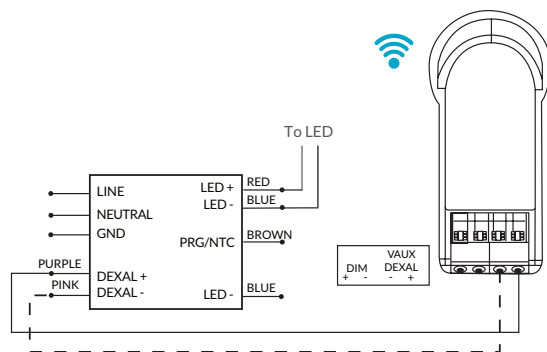 To LED
LINE
NEUTRAL
GND
PURPLE
DEXAL +
PINK
DEXAL -
LED +
RED
LED -
BLUE
PRG/NTC
BROWN
LED -
BLUE
VAUX
DIM DEXAL
+ - - +